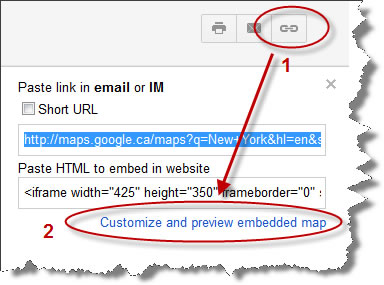 1
Paste link in email or IM
Short URL
http://maps.google.ca/maps?q=New+York&hl=en&s
Paste HTML to embed in website
<iframe width="425" height="350" frameborder="0" s
2
Customize and preview embedded map